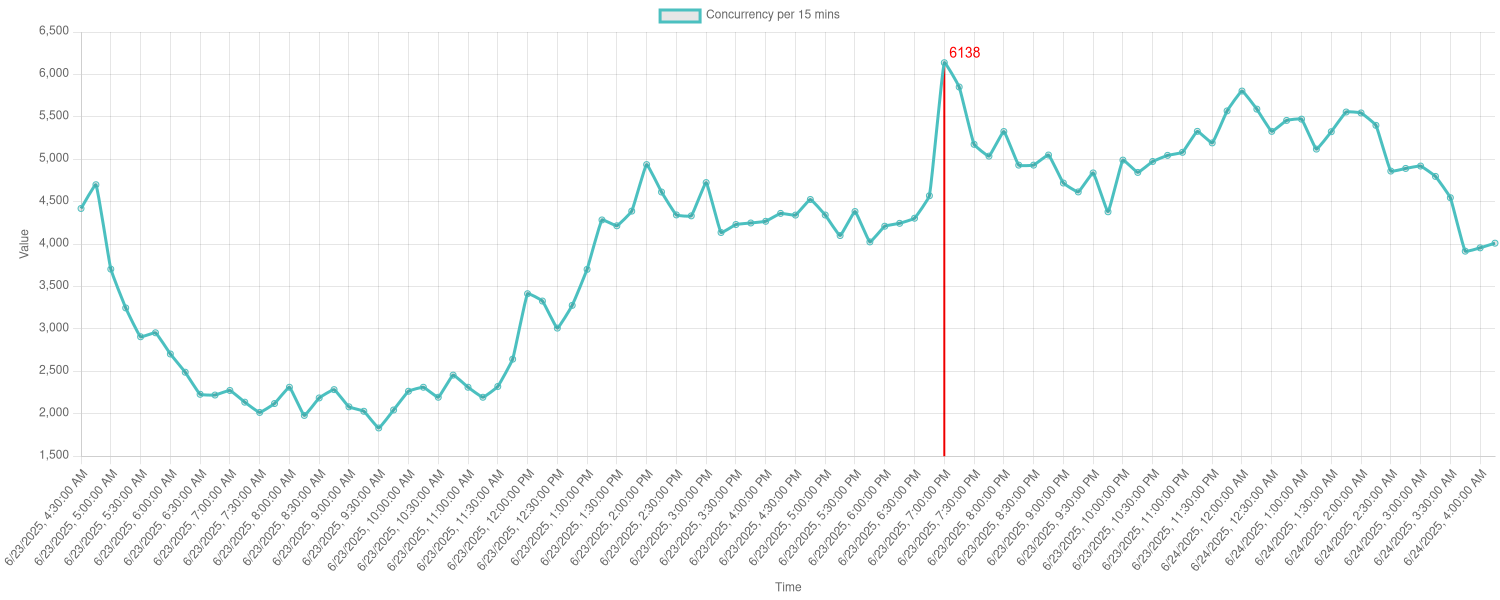 Concurrency per 15 mins
6,500
6138
6,000
5,500
5,000
4,500
4,000
3,500
3,000
2,500
2,000
1,500
Value
6/23/2025, 4:30:00 AM
6/23/2025, 5:00:00 AM
6/23/2025, 5:30:00 AM
6/23/2025, 6:00:00 AM
6/23/2025, 6:30:00 AM
6/23/2025, 7:00:00 AM
6/23/2025, 7:30:00 AM
6/23/2025, 8:00:00 AM
6/23/2025, 8:30:00 AM
6/23/2025, 9:00:00 AM
6/23/2025, 9:30:00 AM
6/23/2025, 10:00:00 AM
6/23/2025, 10:30:00 AM
6/23/2025, 11:00:00 AM
6/23/2025, 11:30:00 AM
6/23/2025, 12:00:00 PM
6/23/2025, 12:30:00 PM
6/23/2025, 1:00:00 PM
6/23/2025, 1:30:00 PM
6/23/2025, 2:00:00 PM
6/23/2025, 2:30:00 PM
6/23/2025, 3:00:00 PM
6/23/2025, 3:30:00 PM
6/23/2025, 4:00:00 PM
6/23/2025, 4:30:00 PM
6/23/2025, 5:00:00 PM
6/23/2025, 5:30:00 PM
6/23/2025, 6:00:00 PM
6/23/2025, 6:30:00 PM
6/23/2025, 7:00:00 PM
6/23/2025, 7:30:00 PM
6/23/2025, 8:00:00 PM
6/23/2025, 8:30:00 PM
6/23/2025, 9:00:00 PM
6/23/2025, 9:30:00 PM
6/23/2025, 10:00:00 PM
6/23/2025, 10:30:00 PM
6/23/2025, 11:00:00 PM
6/23/2025, 11:30:00 PM
6/24/2025, 12:00:00 AM
6/24/2025, 12:30:00 AM
6/24/2025, 1:00:00 AM
6/24/2025, 1:30:00 AM
6/24/2025, 2:00:00 AM
6/24/2025, 2:30:00 AM
6/24/2025, 3:00:00 AM
6/24/2025, 3:30:00 AM
6/24/2025, 4:00:00 AM
Time